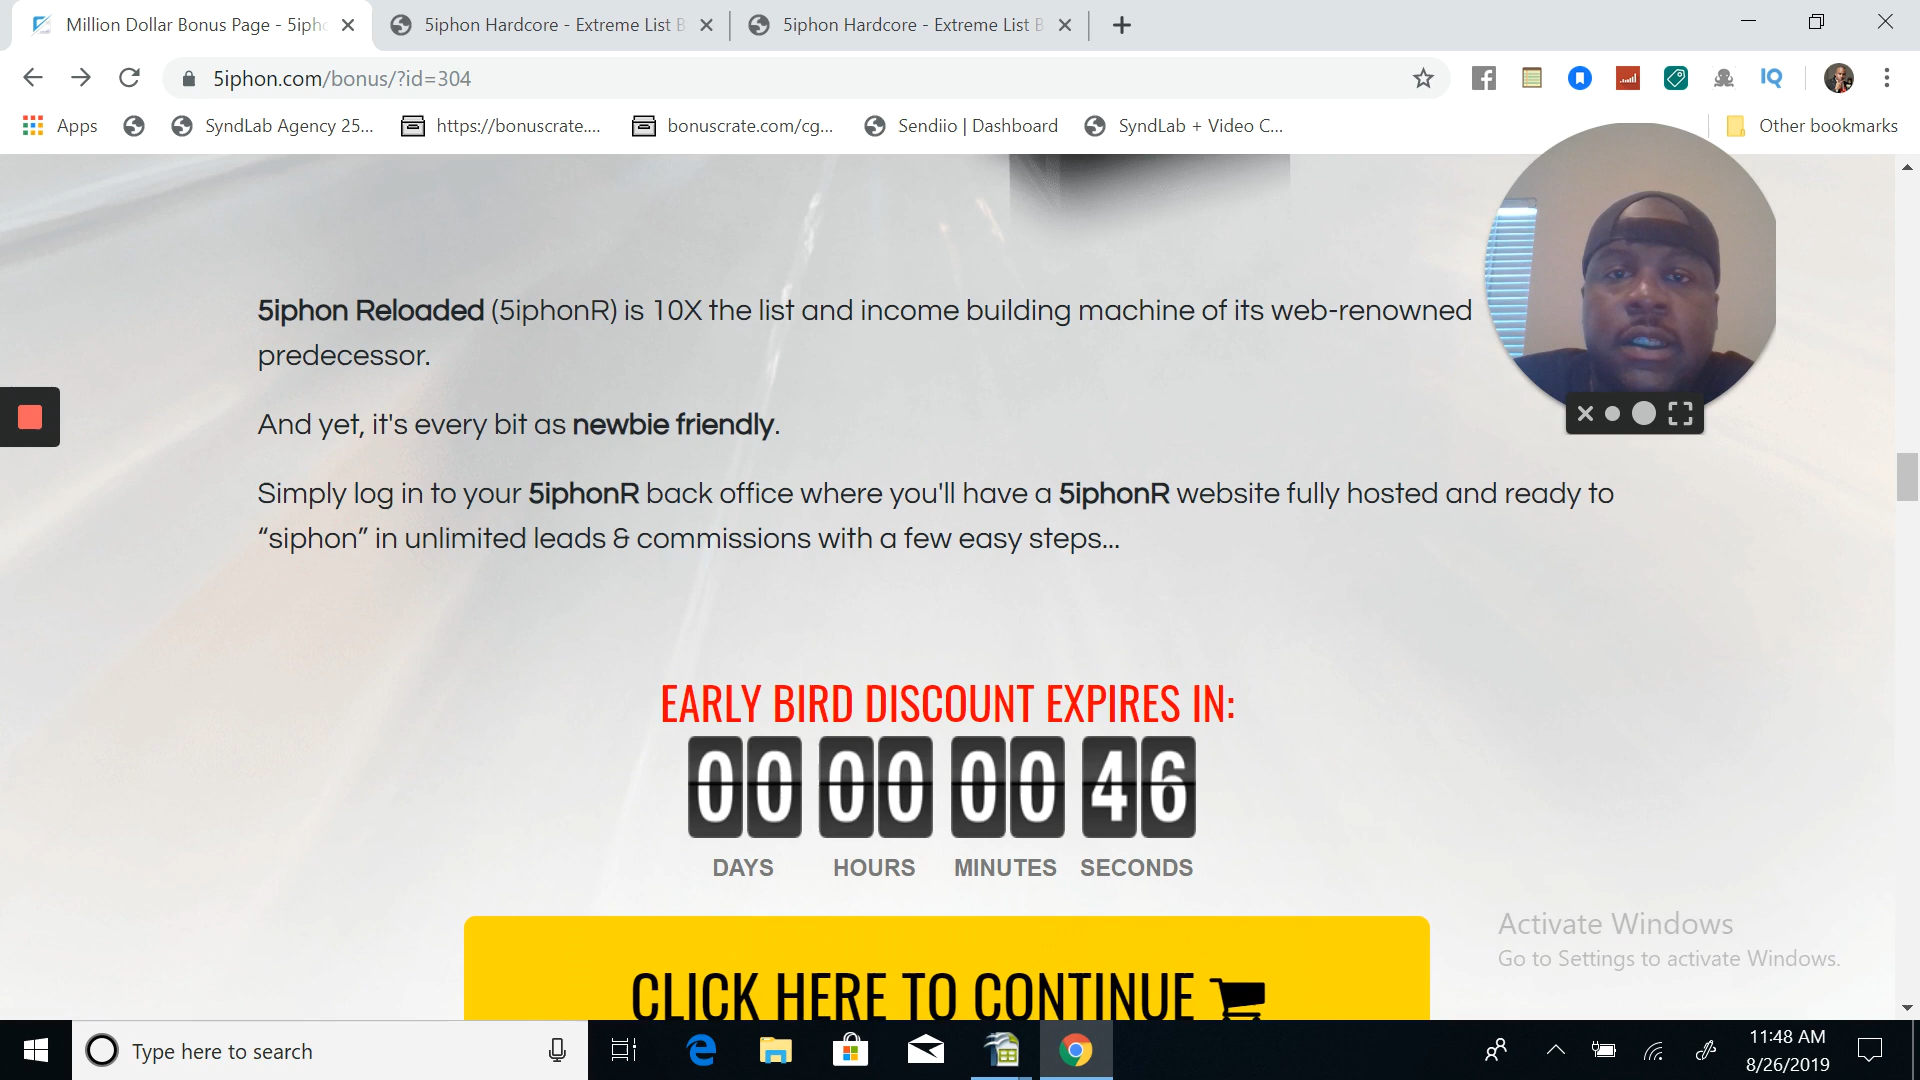 Million Dollar Bonus Page - 5iph
5iphon Hardcore - Extreme List B
5iphon Hardcore - Extreme List B
5iphon.com/bonus/?id=304
IQ
Apps
SyndLab Agency 25...
https://bonuscrate....
bonuscrate.com/cg...
Sendiio | Dashboard
SyndLab + Video C...
Other bookmarks
5iphon Reloaded (5iphonR) is 10X the list and income building machine of its web-renowned
predecessor.
And yet, it's every bit as newbie friendly.
Simply log in to your 5iphonR back office where you'll have a 5iphonR website fully hosted and ready to
“siphon” in unlimited leads & commissions with a few easy steps...
EARLY BIRD DISCOUNT EXPIRES IN:
00 00 00 46
DAYS HOURS MINUTES SECONDS
Activate Windows
Go to Settings to activate Windows.
CLICK HERE TO CONTINUE
Type here to search
11:48 AM
8/26/2019